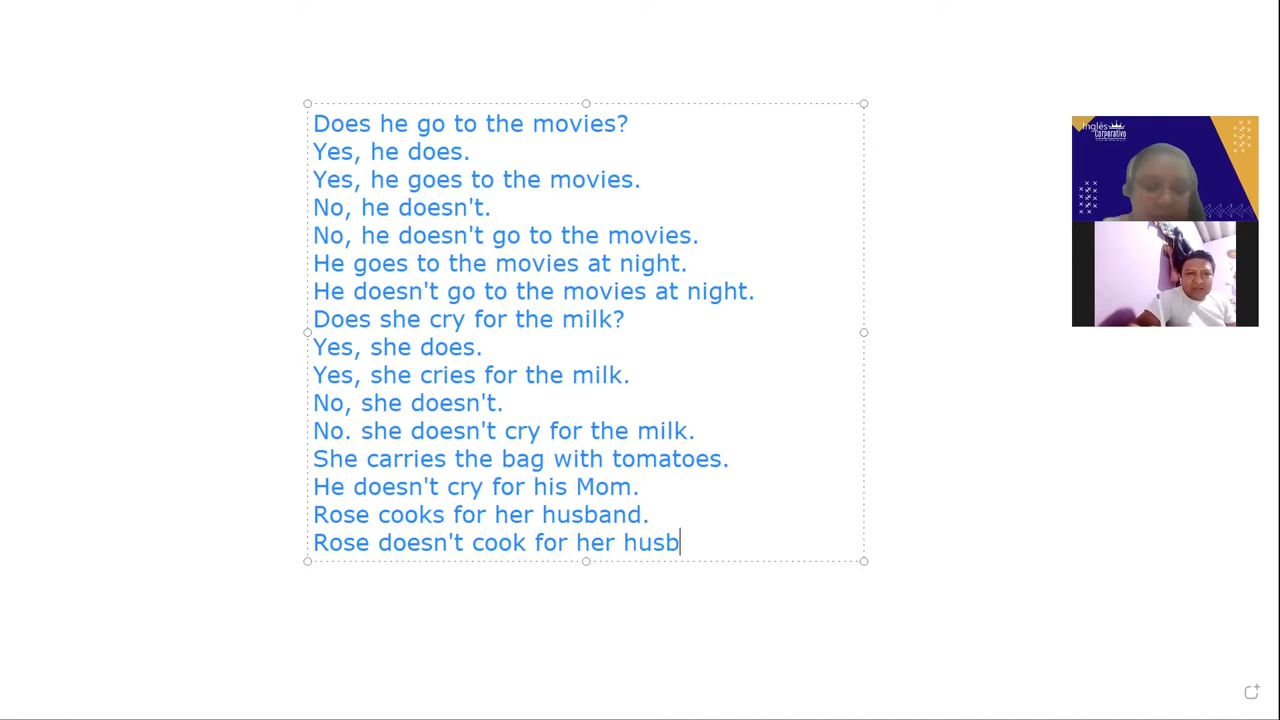 Does he go to the movies?
Yes, he does.
Yes, he goes to the movies.
No, he doesn't.
No, he doesn't go to the movies.
He goes to the movies at night.
He doesn't go to the movies at night.
Does she cry for the milk?
Yes, she does.
Yes, she cries for the milk.
No, she doesn't.
No. she doesn't cry for the milk.
She carries the bag with tomatoes.
He doesn't cry for his Mom.
Rose cooks for her husband.
Rose doesn't cook for her husb
Inglés
Corporativo